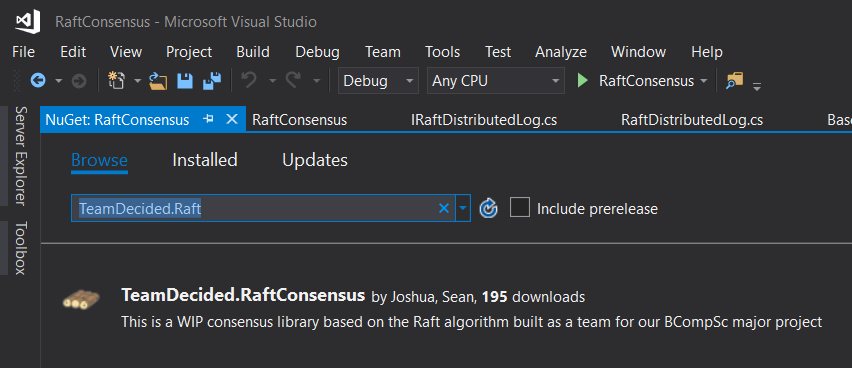 RaftConsensus - Microsoft Visual Studio
File Edit View Project Build Debug Team Tools Test Analyze Window Help
Debug Any CPU RaftConsensus
Server Explorer
Toolbox
NuGet: RaftConsensus RaftConsensus IRaftDistributedLog.cs RaftDistributedLog.cs Bas
Browse Installed Updates
TeamDecided.Raft Include prerelease
TeamDecided.RaftConsensus by Joshua, Sean, 195 downloads
This is a WIP consensus library based on the Raft algorithm built as a team for our BCompSc major project